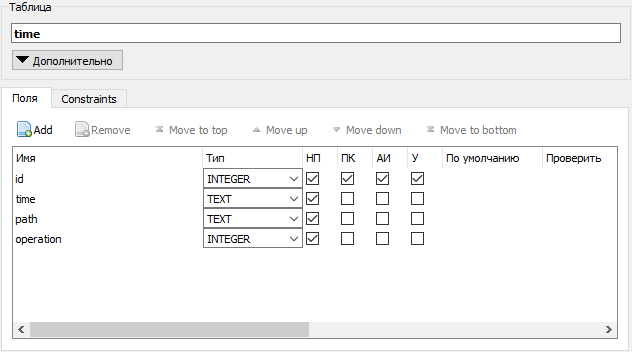 Таблица
time
Дополнительно
Поля Constraints
Add Remove Move to top Move up Move down Move to bottom
Имя Тип НП ПК АИ У По умолчанию Проверить
id INTEGER
time TEXT
path TEXT
operation INTEGER